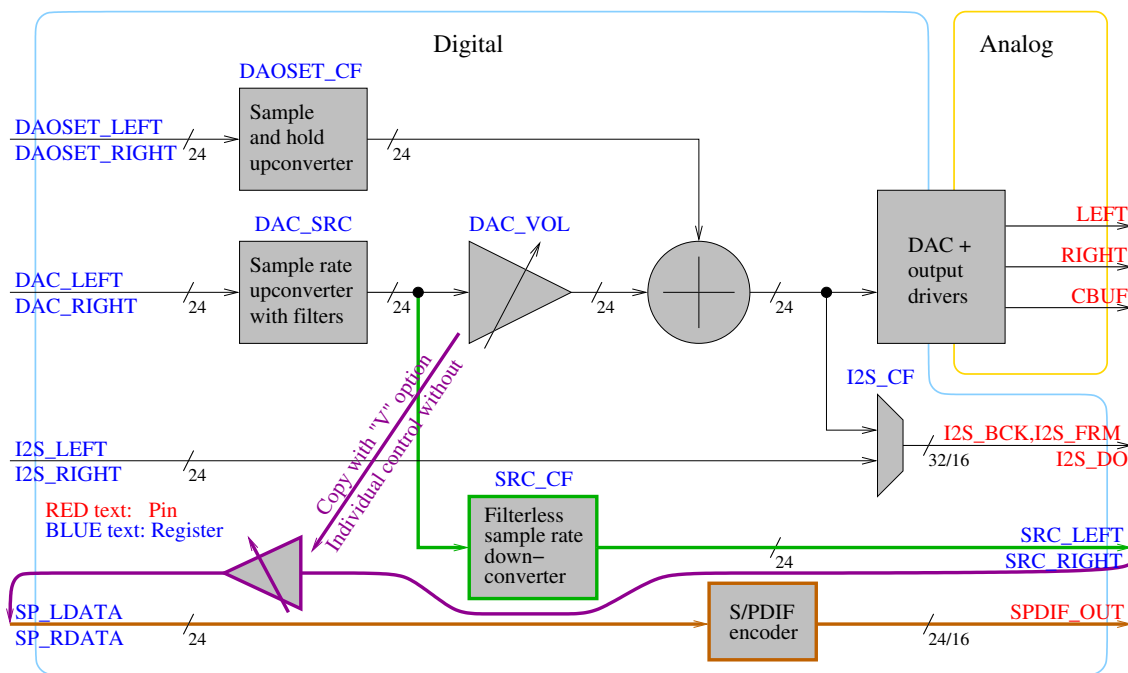 Digital
Analog
DAOSET_CF
Sample
and hold
upconverter
DAOSET_LEFT
DAOSET_RIGHT
24
24
DAC_SRC
Sample rate
upconverter
with filters
DAC_LEFT
DAC_RIGHT
24
24
DAC_VOL
24
24
DAC +
output
drivers
LEFT
RIGHT
CBUF
I2S_CF
I2S_BCK,I2S_FRM
I2S_DO
32/16
Copy with "V" option
Individual control without
I2S_LEFT
I2S_RIGHT
24
RED text: Pin
BLUE text: Register
SRC_CF
Filterless
sample rate
down−
converter
24
SRC_LEFT
SRC_RIGHT
SP_LDATA
SP_RDATA
24
S/PDIF
encoder
24/16
SPDIF_OUT